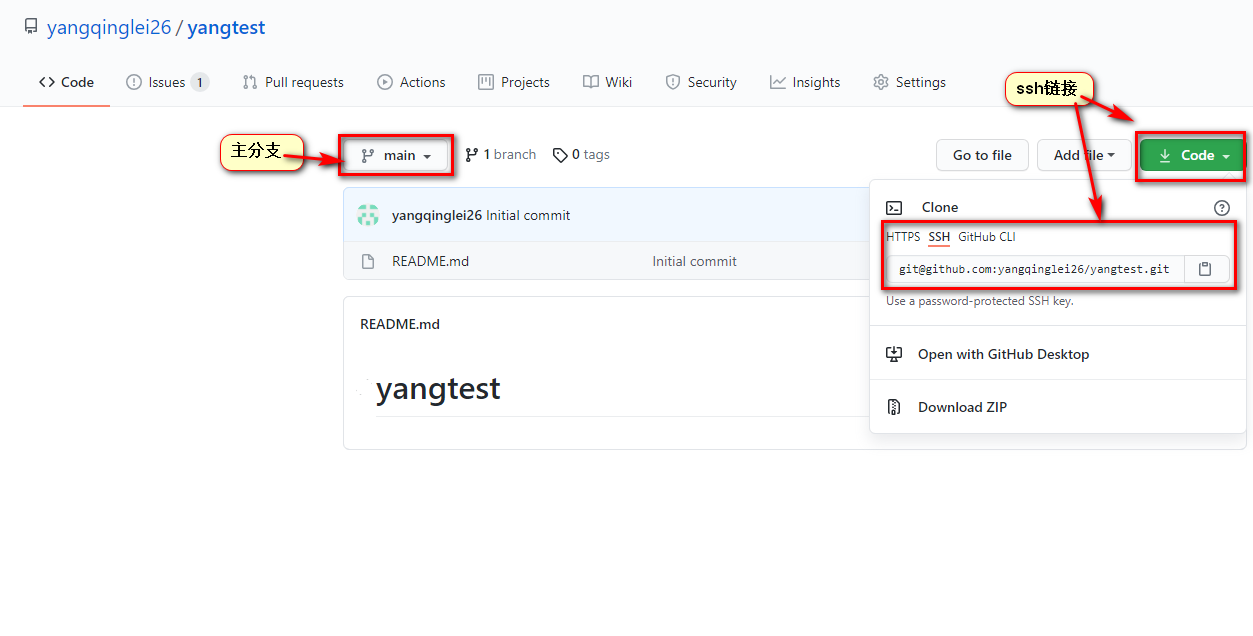 yangqinglei26 / yangtest
Code Issues 1 Pull requests Actions Projects Wiki Security Insights Settings
ssh链接
主分支
main 1 branch 0 tags Go to file Add file Code
yangqinglei26 Initial commit
README.md Initial commit
Clone
HTTPS SSH GitHub CLI
git@github.com:yangqinglei26/yangtest.git
Use a password-protected SSH key.
Open with GitHub Desktop
Download ZIP
README.md
yangtest